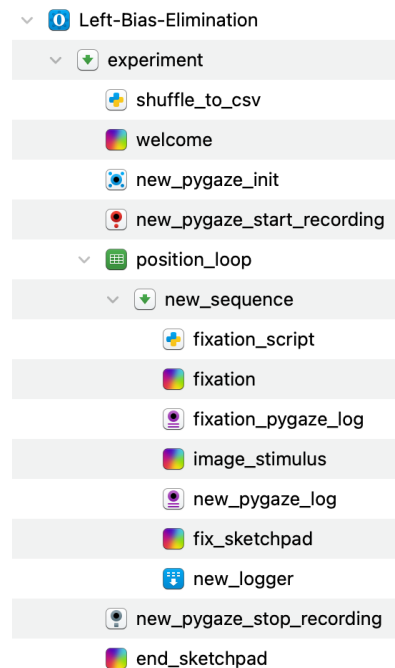 Left-Bias-Elimination
experiment
shuffle_to_csv
welcome
new_pygaze_init
new_pygaze_start_recording
position_loop
new_sequence
fixation_script
fixation
fixation_pygaze_log
image_stimulus
new_pygaze_log
fix_sketchpad
new_logger
new_pygaze_stop_recording
end_sketchpad